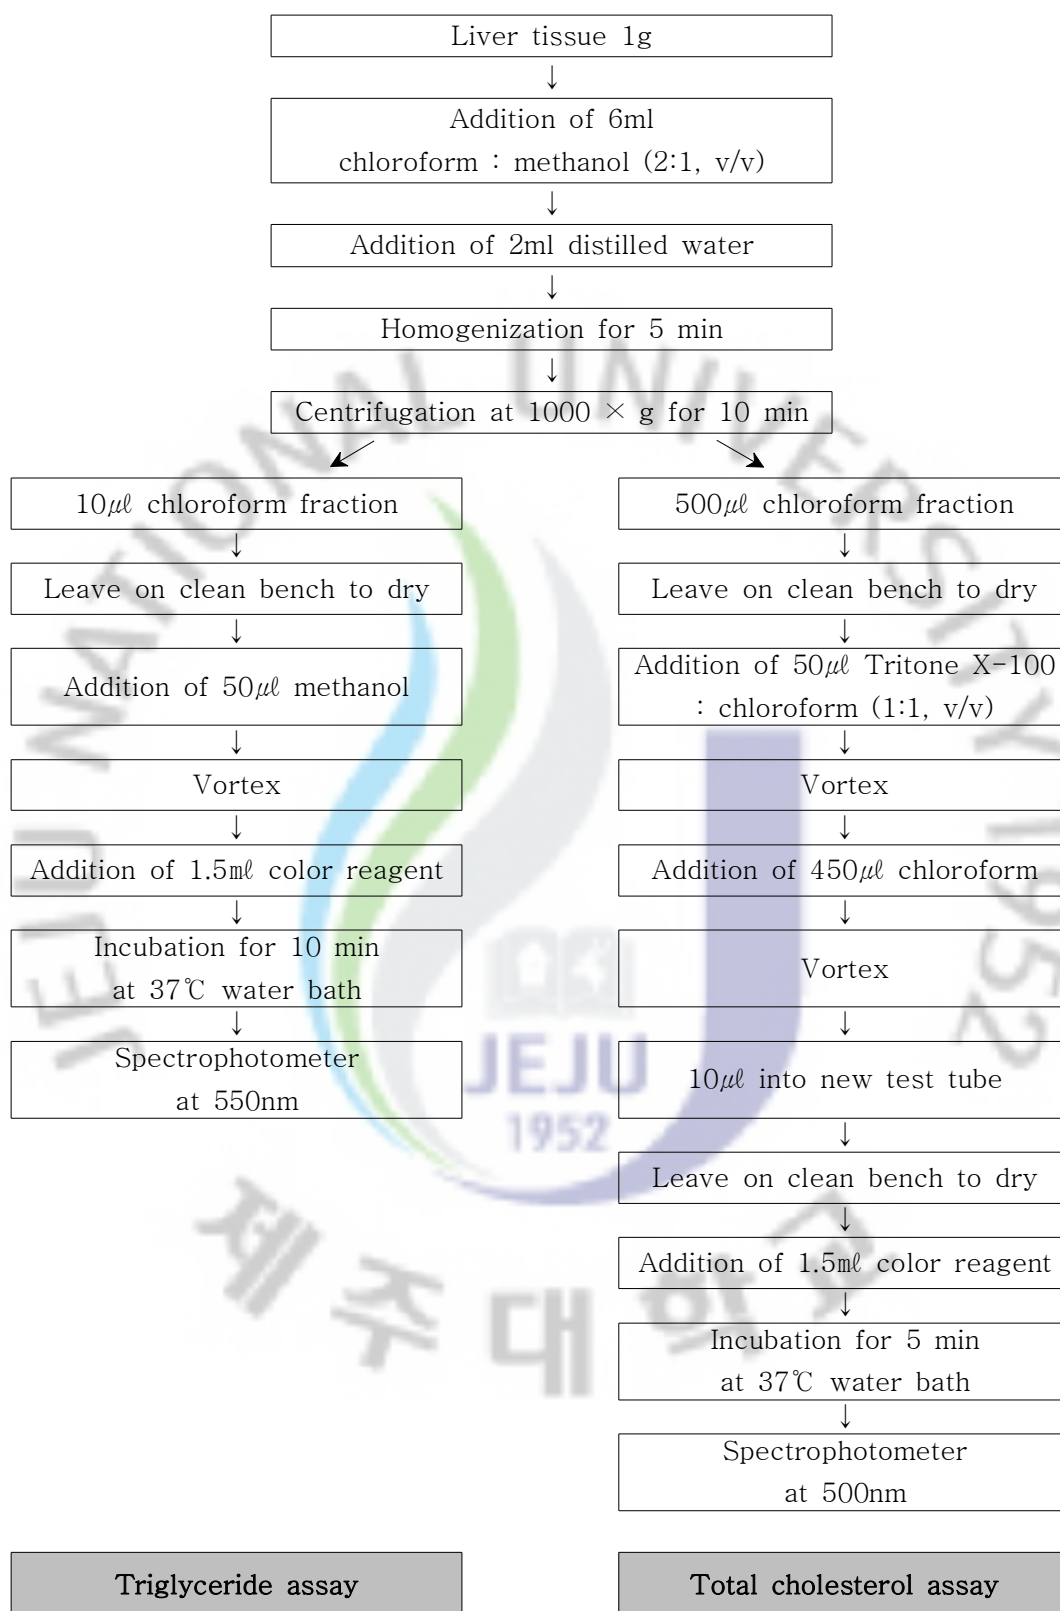 Liver tissue 1g
↓
Addition of 6ml
chloroform : methanol (2:1, v/v)
↓
Addition of 2ml distilled water
↓
Homogenization for 5 min
↓
Centrifugation at 1000 × g for 10 min
10㎕ chloroform fraction
↓
Leave on clean bench to dry
↓
Addition of 50㎕ methanol
↓
Vortex
↓
Addition of 1.5㎖ color reagent
↓
Incubation for 10 min
at 37℃ water bath
↓
Spectrophotometer
at 550nm
Triglyceride assay
500㎕ chloroform fraction
↓
Leave on clean bench to dry
↓
Addition of 50㎕ Tritone X-100
: chloroform (1:1, v/v)
↓
Vortex
↓
Addition of 450㎕ chloroform
↓
Vortex
↓
10㎕ into new test tube
↓
Leave on clean bench to dry
↓
Addition of 1.5㎖ color reagent
↓
Incubation for 5 min
at 37℃ water bath
↓
Spectrophotometer
at 500nm
Total cholesterol assay
JEJU NATIONAL UNIVERSITY 1952
JEJU
1952
제주대학교